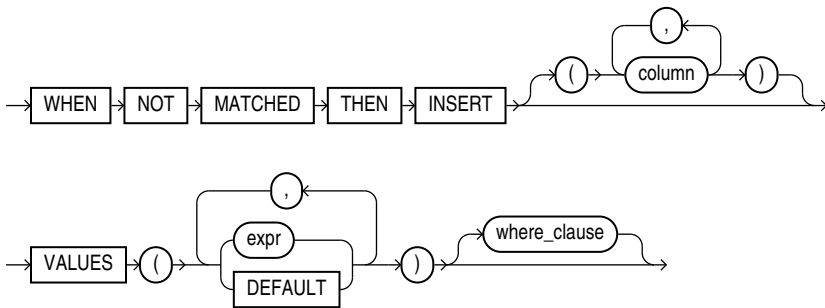 ,
( column )
WHEN NOT MATCHED THEN INSERT
,
expr where_clause
VALUES ( )
DEFAULT